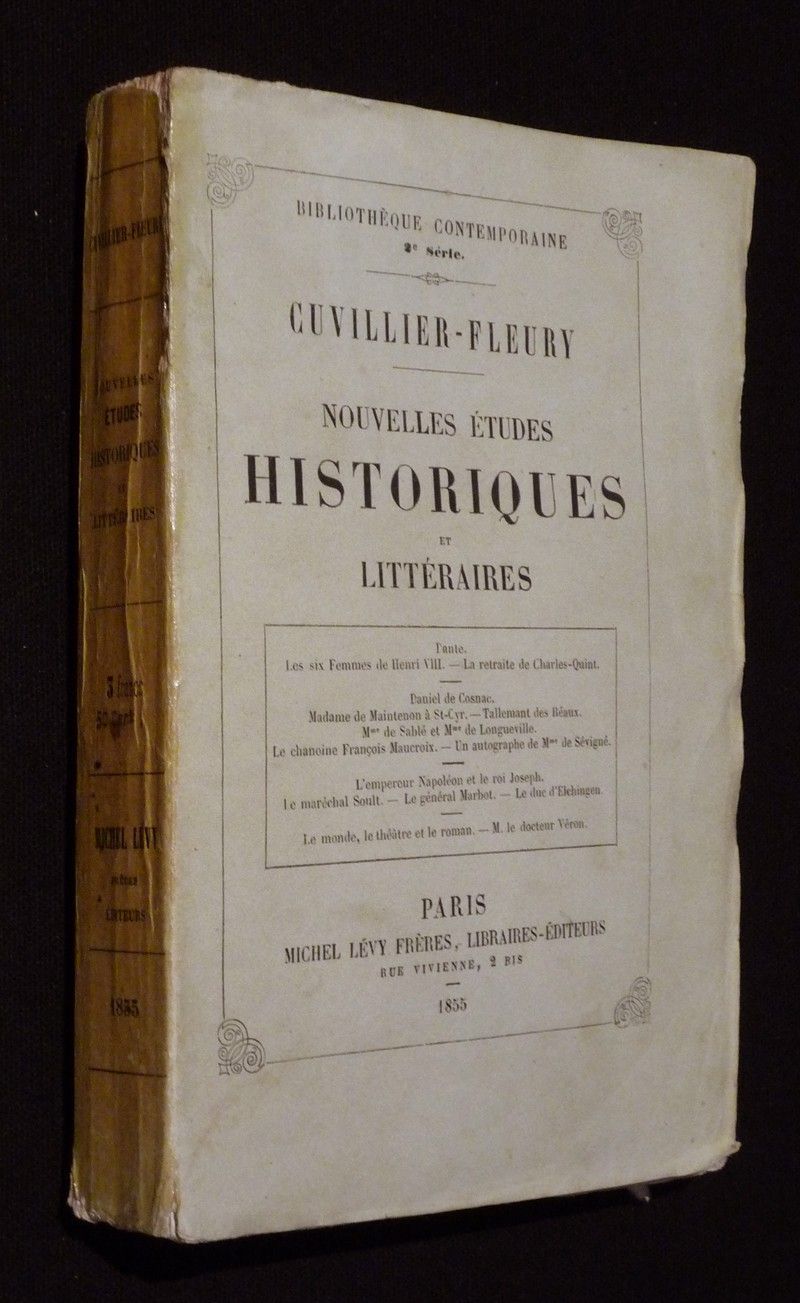 CUVILLIER-FLEURY
NOUVELLES
ÉTUDES
HISTORIQUES
ET
LITTÉRAIRES
3 francs
MICHEL LÉVY
FRÈRES
ÉDITEURS
1855
BIBLIOTHÈQUE CONTEMPORAINE
2e Série.
CUVILLIER-FLEURY
NOUVELLES ÉTUDES
HISTORIQUES
ET
LITTÉRAIRES
Dante.
Les six Femmes de Henri VIII. — La retraite de Charles-Quint.
Daniel de Cosnac.
Madame de Maintenon à St-Cyr. — Tallemant des Réaux.
Mme de Sablé et Mme de Longueville.
Le chanoine François Maucroix. — Un autographe de Mme de Sévigné.
L'empereur Napoléon et le roi Joseph.
Le maréchal Soult. — Le général Marbot. — Le duc d'Elchingen.
Le monde, le théâtre et le roman. — M. le docteur Véron.
PARIS
MICHEL LÉVY FRÈRES, LIBRAIRES-ÉDITEURS
RUE VIVIENNE, 2 BIS
1855